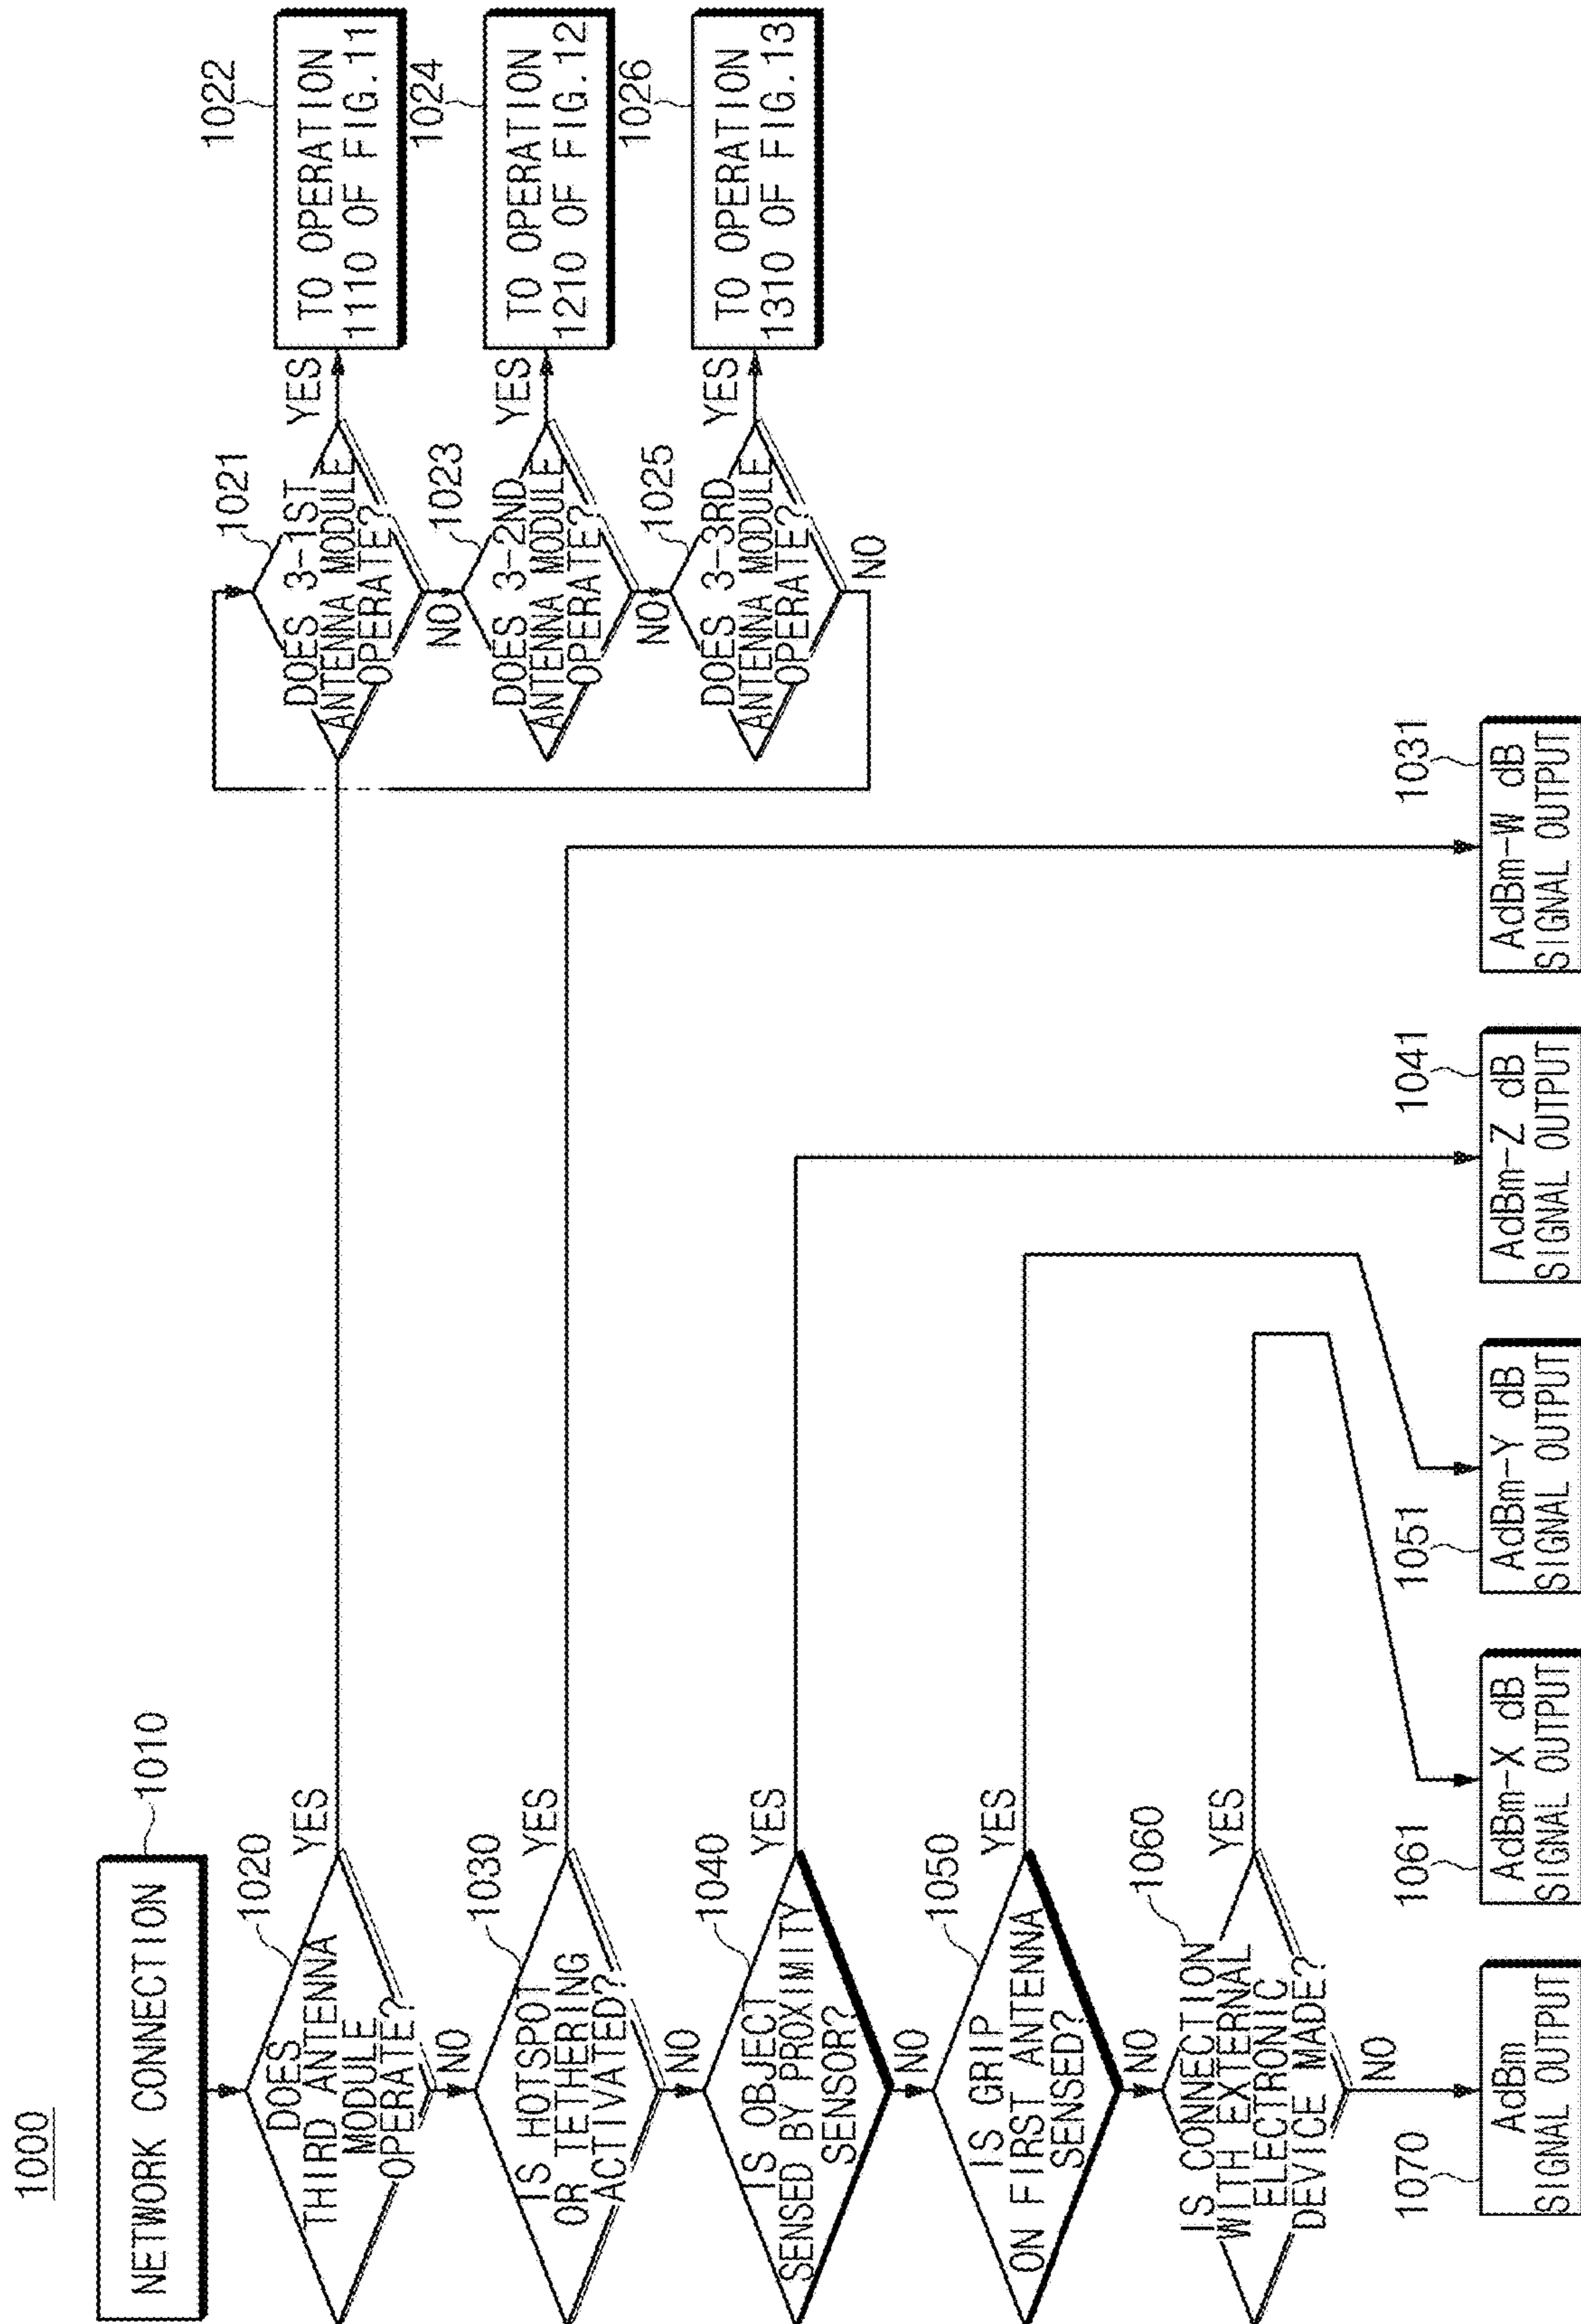 1000
NETWORK CONNECTION
1010
DOES
THIRD ANTENNA
MODULE
OPERATE?
1020
YES
NO
DOES 3-1ST
ANTENNA MODULE
OPERATE?
1021
YES
TO OPERATION
1110 OF FIG.11
1022
NO
DOES 3-2ND
ANTENNA MODULE
OPERATE?
1023
YES
TO OPERATION
1210 OF FIG.12
1024
NO
DOES 3-3RD
ANTENNA MODULE
OPERATE?
1025
YES
TO OPERATION
1310 OF FIG.13
1026
NO
IS HOTSPOT
OR TETHERING
ACTIVATED?
1030
YES
NO
IS OBJECT
SENSED BY PROXIMITY
SENSOR?
1040
YES
NO
IS GRIP
ON FIRST ANTENNA
SENSED?
1050
YES
NO
IS CONNECTION
WITH EXTERNAL
ELECTRONIC
DEVICE MADE?
1060
YES
NO
1070
AdBm
SIGNAL OUTPUT
1061
AdBm-X dB
SIGNAL OUTPUT
1051
AdBm-Y dB
SIGNAL OUTPUT
1041
AdBm-Z dB
SIGNAL OUTPUT
1031
AdBm-W dB
SIGNAL OUTPUT